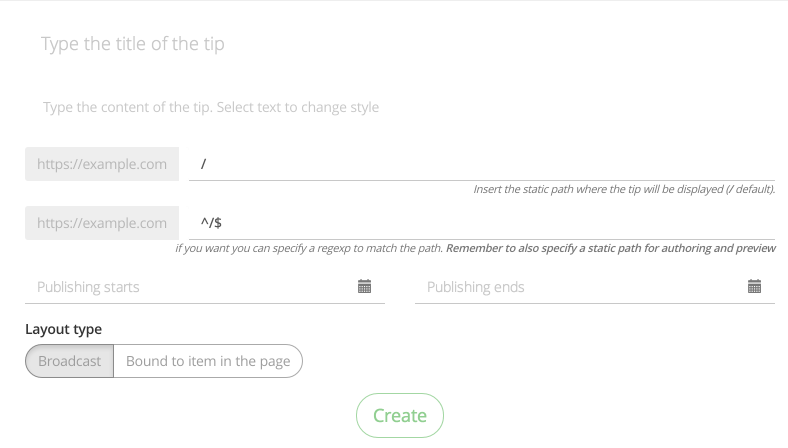 Type the title of the tip
Type the content of the tip. Select text to change style
https://example.com /
Insert the static path where the tip will be displayed (/ default).
https://example.com ^/$
if you want you can specify a regexp to match the path. Remember to also specify a static path for authoring and preview
Publishing starts Publishing ends
Layout type
Broadcast Bound to item in the page
Create